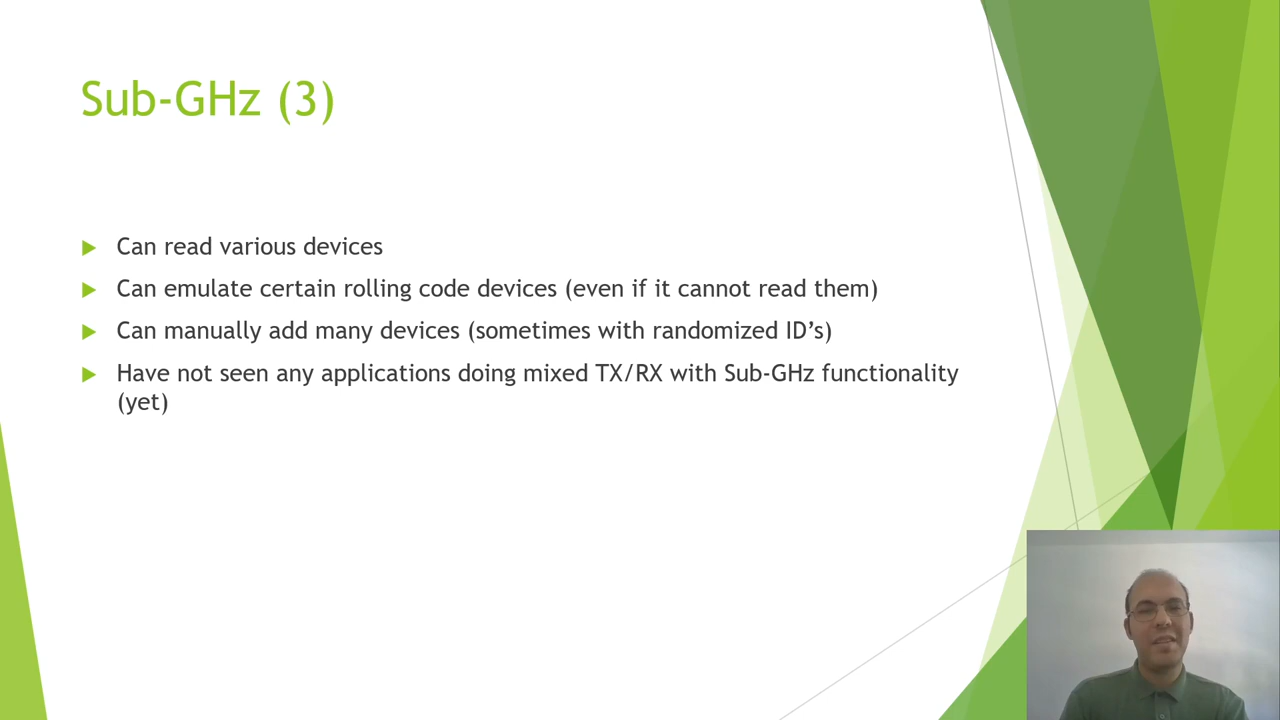 Sub-GHz (3)
Can read various devices
Can emulate certain rolling code devices (even if it cannot read them)
Can manually add many devices (sometimes with randomized ID’s)
Have not seen any applications doing mixed TX/RX with Sub-GHz functionality
(yet)